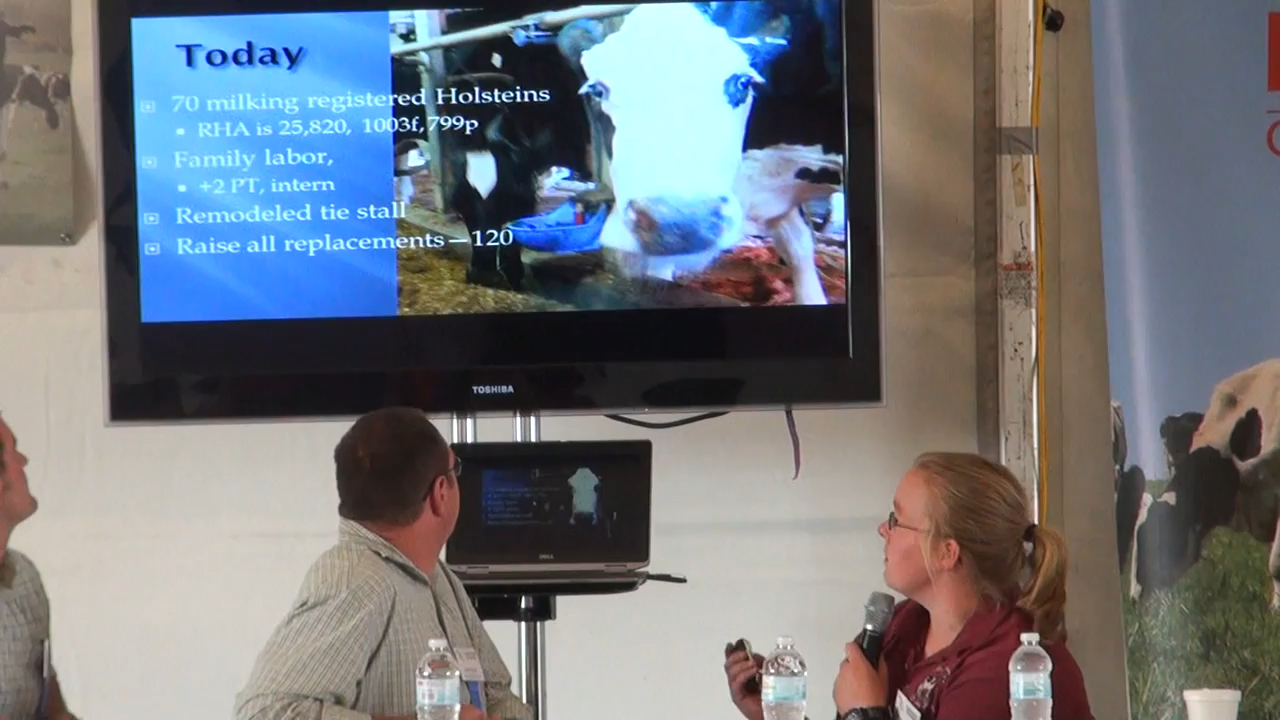 Today
70 milking registered Holsteins
RHA is 25,820, 1003f, 799p
Family labor,
+2 PT, intern
Remodeled tie stall
Raise all replacements – 120
TOSHIBA
DELL